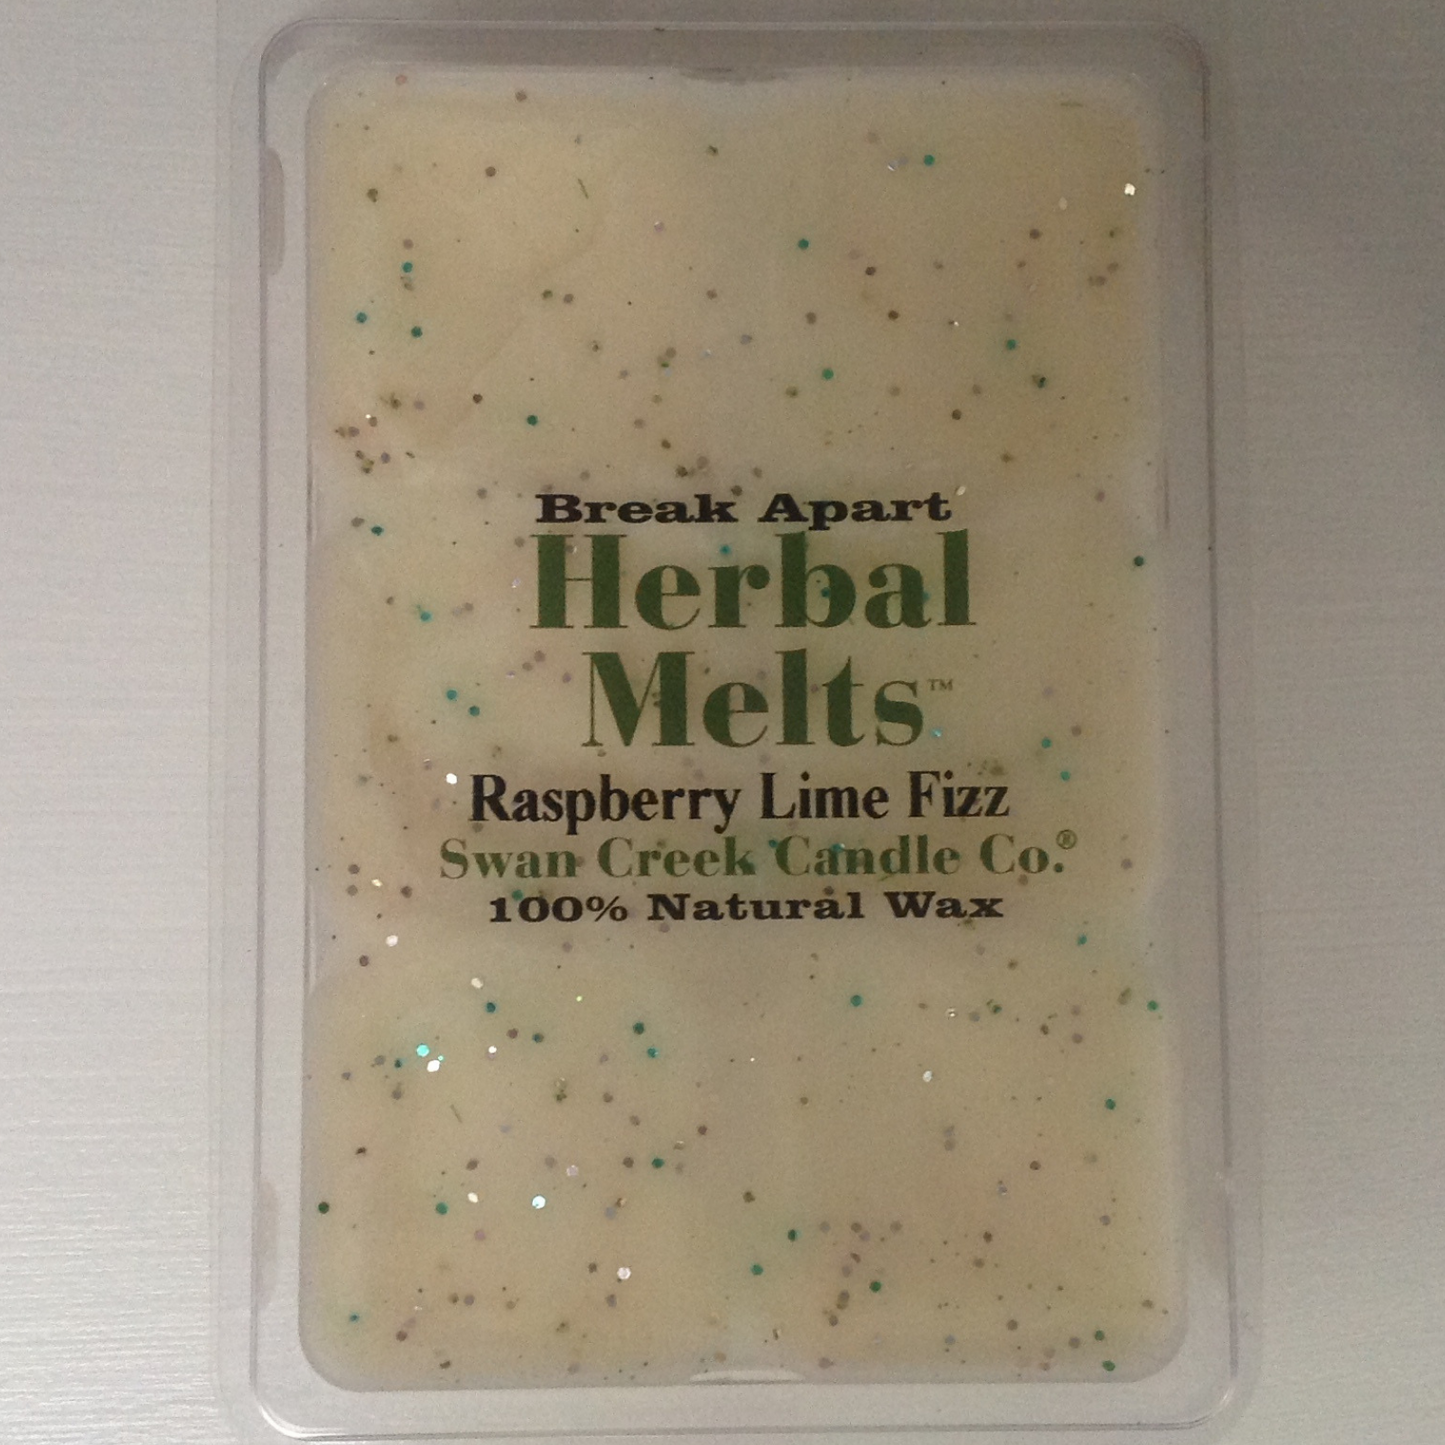 Break Apart
Herbal
Melts™
Raspberry Lime Fizz
Swan Creek Candle Co.®
100% Natural Wax